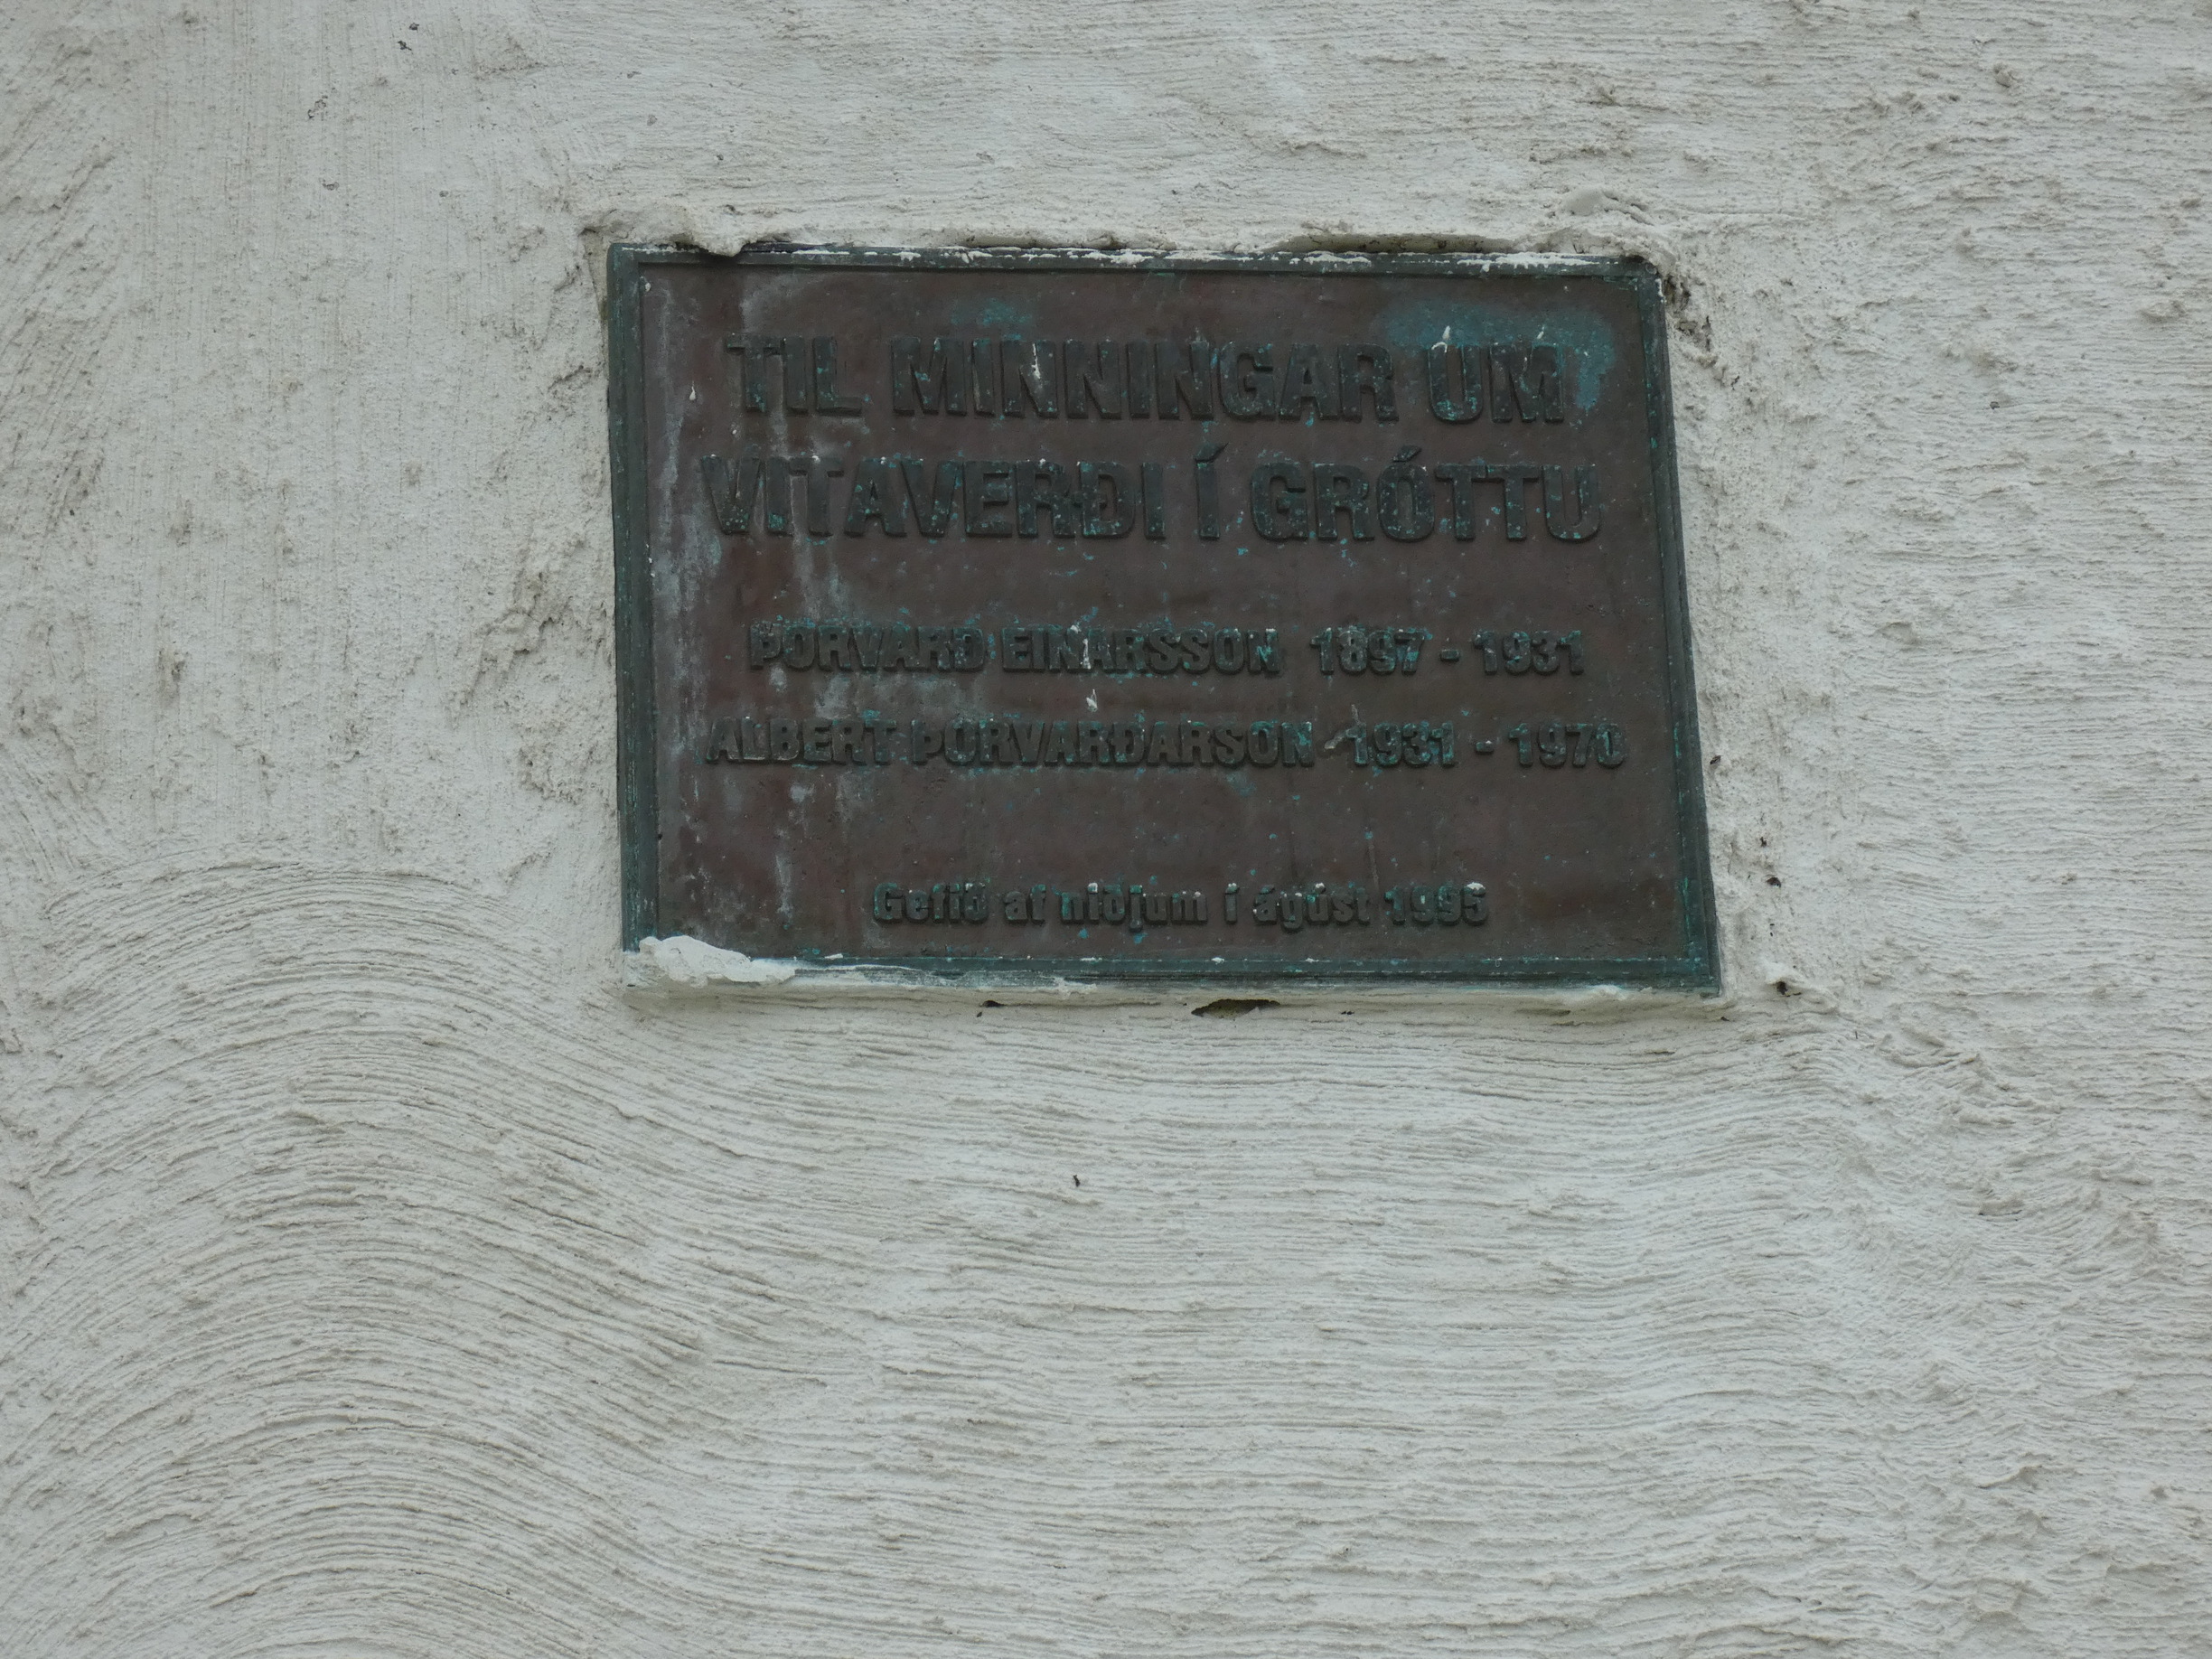 TIL MINNINGAR UM
VITAVERÐI Í GRÓTTU
ÞORVARÐ EINARSSON 1897 - 1931
ALBERT ÞORVARÐARSON 1931 - 1970
Gefið af niðjum í ágúst 1995